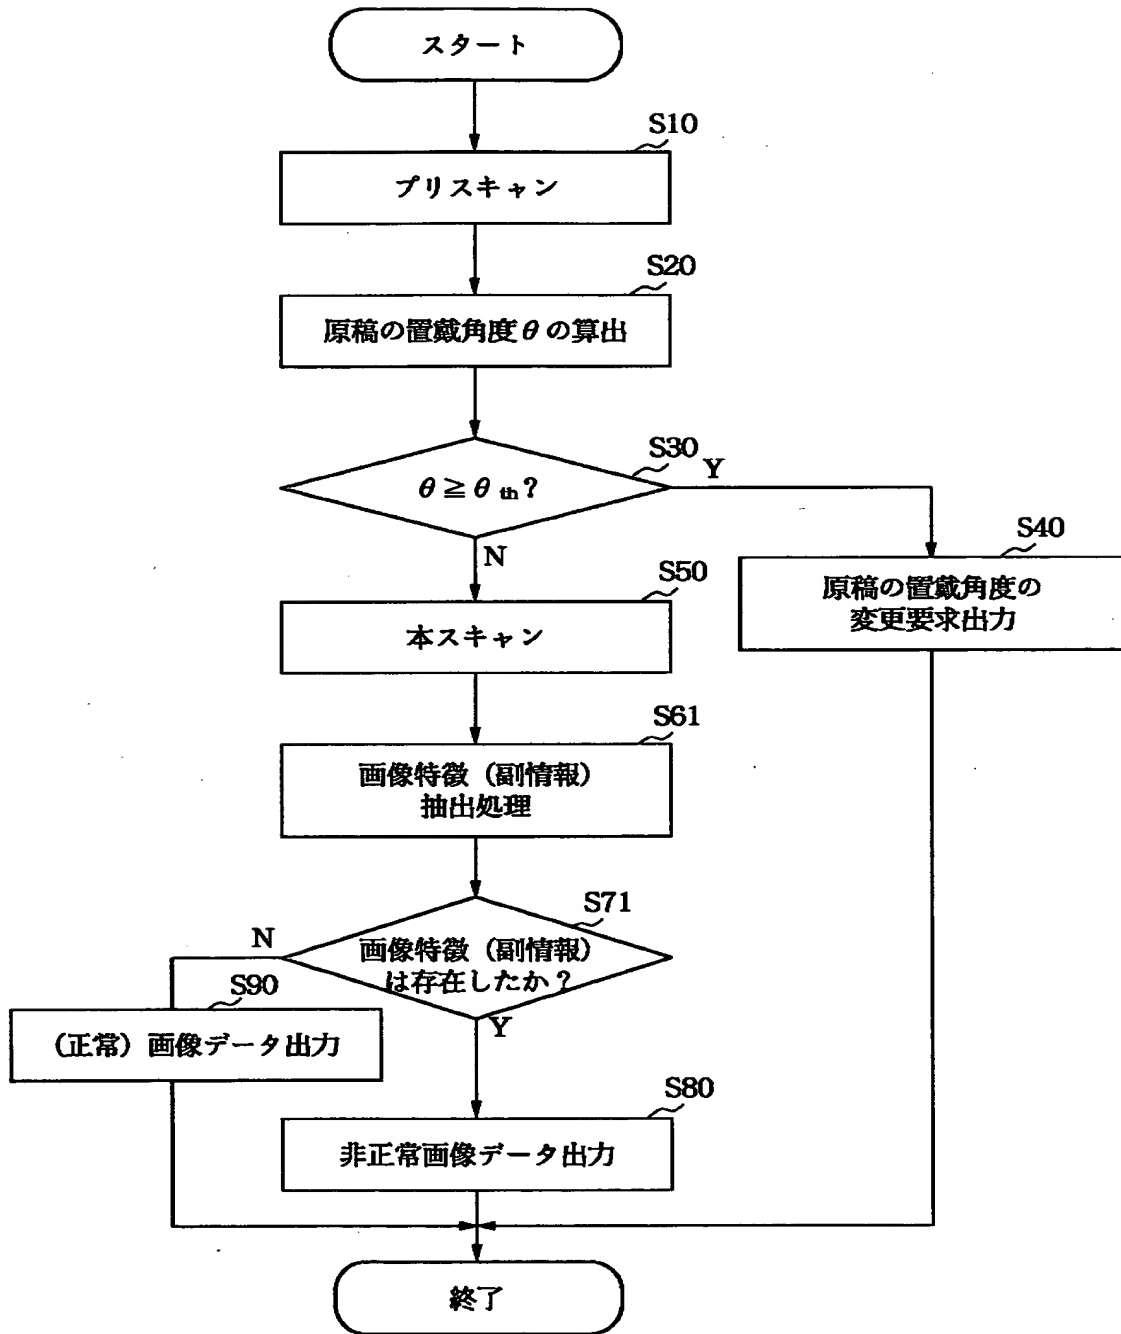 スタート
S10
プリスキャン
S20
原稿の置戴角度θの算出
S30
θ≧θth?
Y
N
S40
原稿の置戴角度の
変更要求出力
S50
本スキャン
S61
画像特徴（副情報）
抽出処理
S71
画像特徴（副情報）
は存在したか？
N
Y
S90
（正常）画像データ出力
S80
非正常画像データ出力
終了